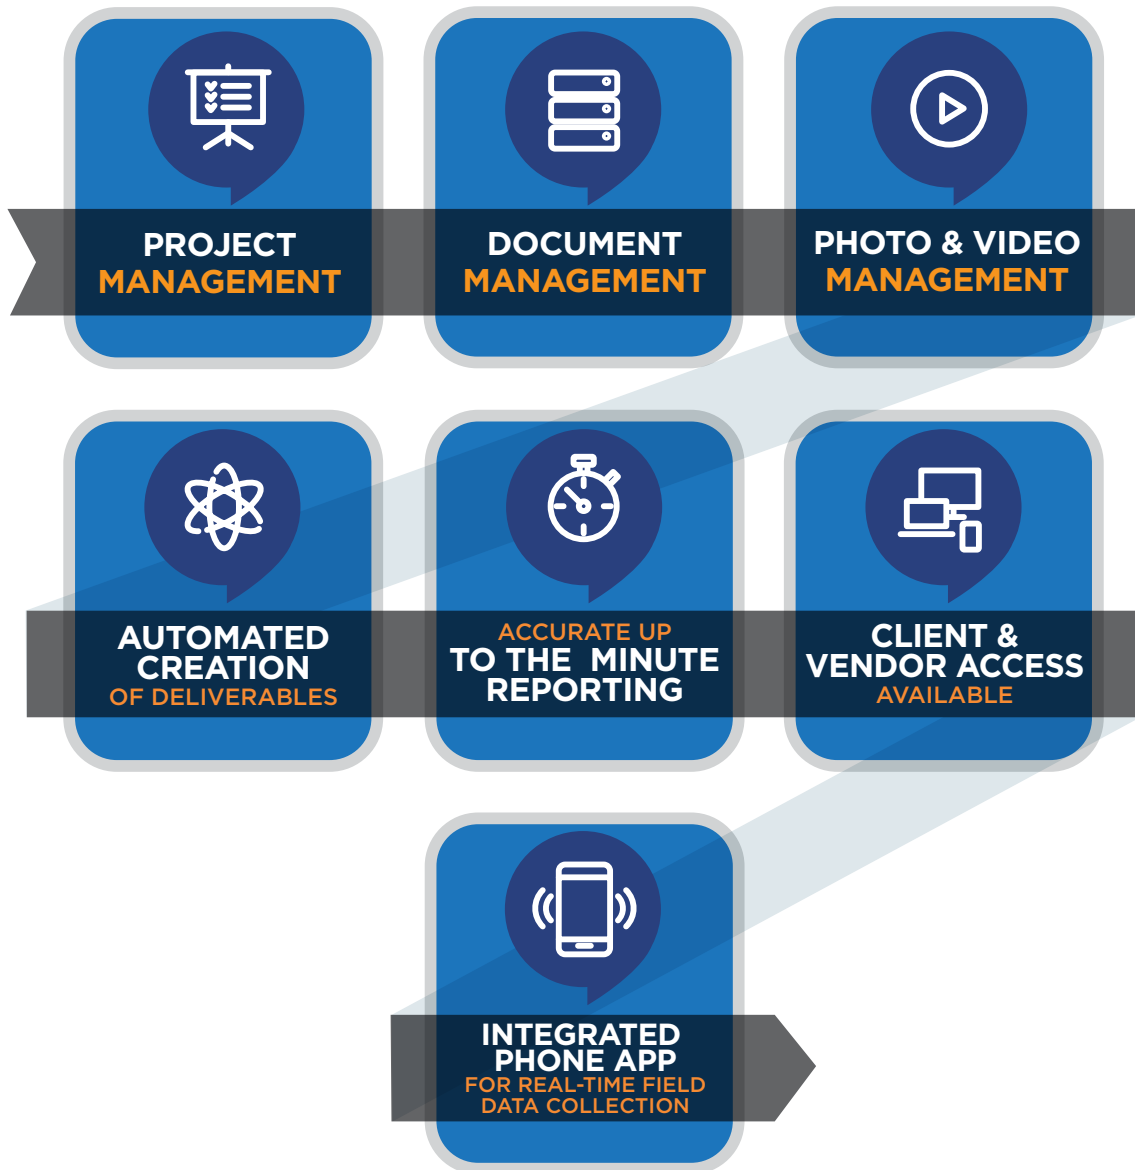 PROJECT
MANAGEMENT
DOCUMENT
MANAGEMENT
PHOTO & VIDEO
MANAGEMENT
AUTOMATED
CREATION
OF DELIVERABLES
ACCURATE UP
TO THE MINUTE
REPORTING
CLIENT &
VENDOR ACCESS
AVAILABLE
INTEGRATED
PHONE APP
FOR REAL-TIME FIELD
DATA COLLECTION